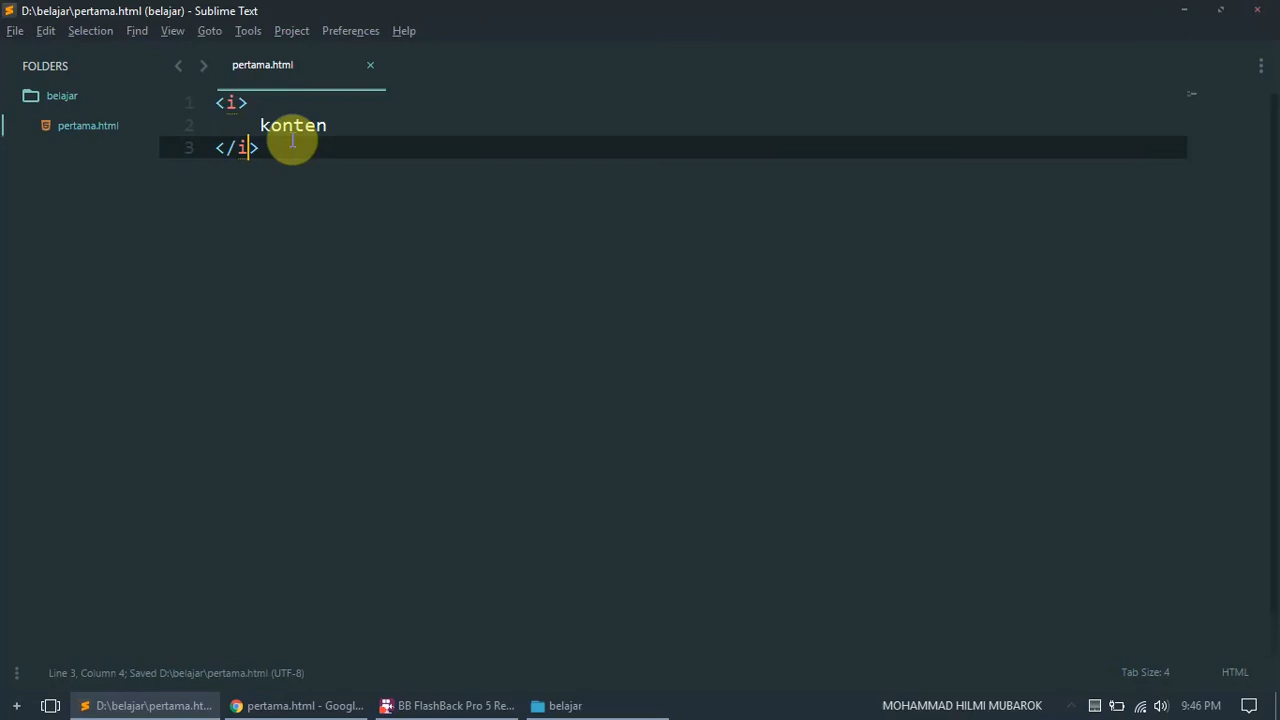 D:\belajar\pertama.html (belajar) - Sublime Text
File Edit Selection Find View Goto Tools Project Preferences Help
FOLDERS
belajar
pertama.html
pertama.html
1 <i>
2 konten
3 </i>
Line 3, Column 4; Saved D:\belajar\pertama.html (UTF-8)
Tab Size: 4
HTML
D:\belajar\pertama.ht...
pertama.html - Googl...
BB FlashBack Pro 5 Re...
belajar
MOHAMMAD HILMI MUBAROK
9:46 PM